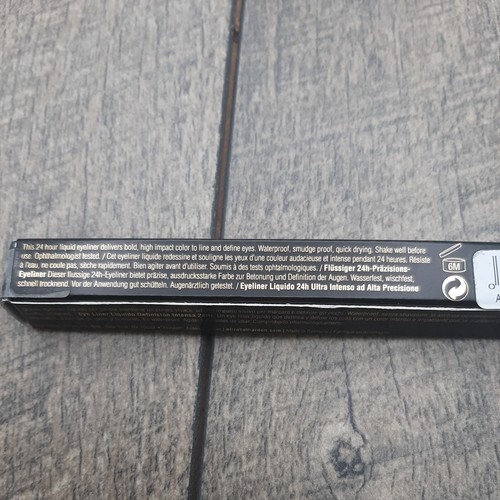 This 24 hour liquid eyeliner delivers bold, high impact color to line and define eyes. Waterproof, smudge proof, quick drying. Shake well before
use. Ophthalmologist tested. / Cet eyeliner liquide redessine et souligne les yeux d'une couleur audacieuse et intense pendant 24 heures. Résiste
à l'eau, ne coule pas, sèche rapidement. Bien agiter avant d'utiliser. Soumis à des tests ophtalmologiques. / Flüssiger 24h-Präzisions-
Eyeliner Dieser flüssige 24h-Eyeliner bietet präzise, ausdrucksstarke Farbe zur Betonung und Definition der Augen. Wasserfest, wischfest,
schnell trocknend. Vor der Anwendung gut schütteln. Augenärztlich getestet. / Eyeliner Liquido 24h Ultra Intenso ad Alta Precisione
6M